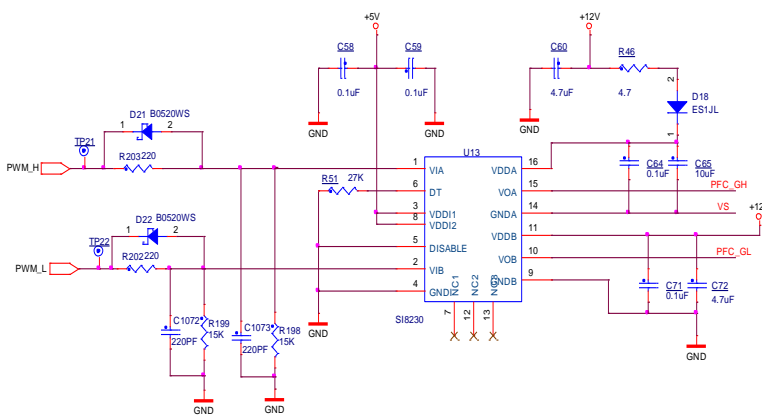 +5V
+12V
C58
0.1uF
C59
0.1uF
GND
GND
C60
4.7uF
R46
4.7
GND
2
D18
ES1JL
1
D21 B0520WS
1
2
TP21
PWM_H
R203 220
D22 B0520WS
1
2
TP22
PWM_L
R202 220
C1072
220PF
R199
15K
C1073
220PF
R198
15K
GND
GND
R51
27K
GND
U13
1
VIA
6
DT
3
VDDI1
8
VDDI2
5
DISABLE
2
VIB
4
GNDI
VDDA
16
VOA
15
GNDA
14
VDDB
11
VOB
10
GNDB
9
NC1
NC2
NC3
7
12
13
SI8230
C64
0.1uF
C65
10uF
PFC_GH
VS
+12
PFC_GL
C71
0.1uF
C72
4.7uF
GND